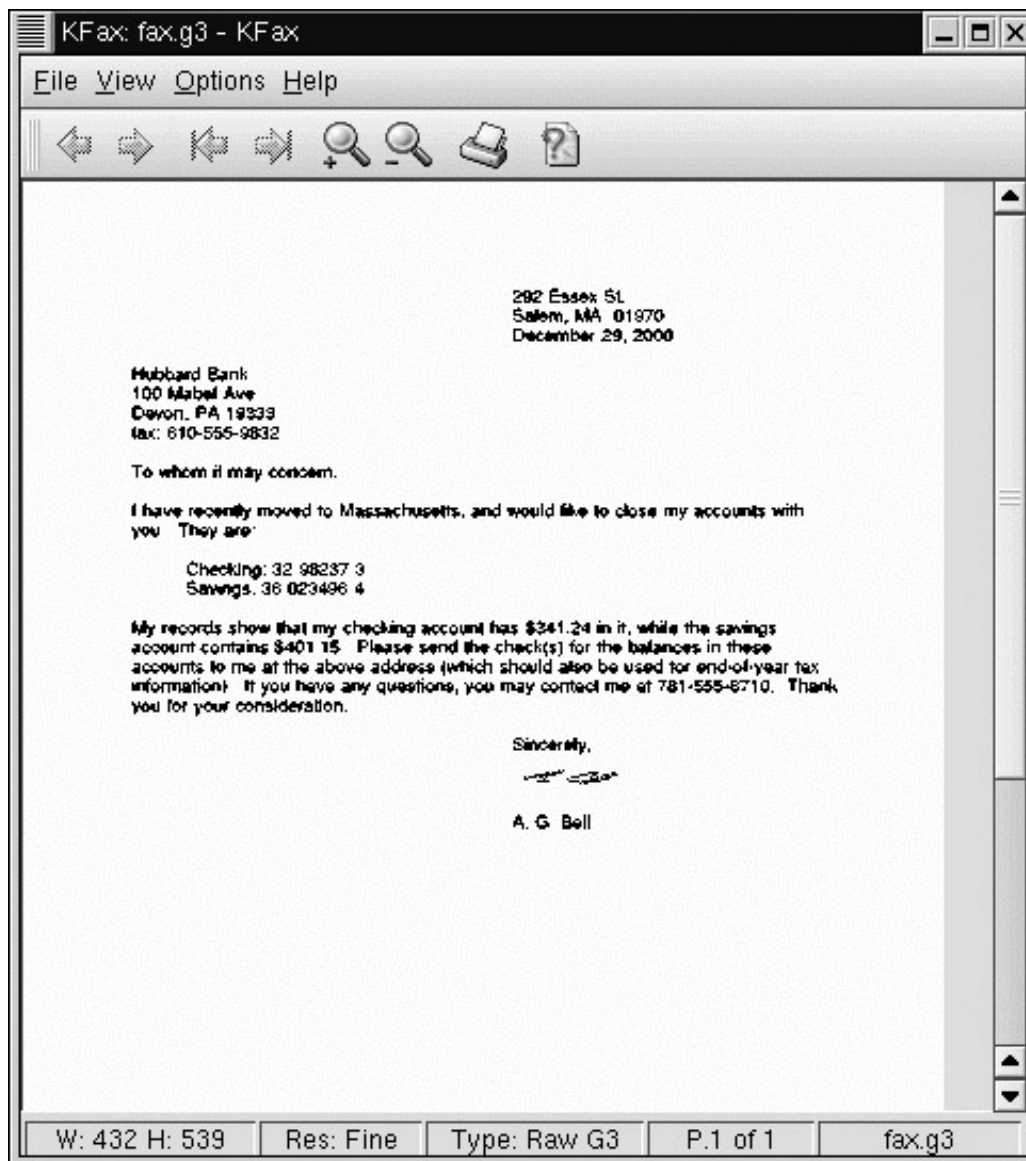 KFax: fax.g3 - KFax
File View Options Help
292 Essex St.
Salem, MA 01970
December 29, 2000
Hubbard Bank
100 Mabel Ave
Devon, PA 19333
fax: 610-555-9832
To whom it may concern.
I have recently moved to Massachusetts, and would like to close my accounts with
you. They are:
Checking: 32 98237 3
Savings: 36 023496 4
My records show that my checking account has $341.24 in it, while the savings
account contains $401.15. Please send the check(s) for the balances in these
accounts to me at the above address (which should also be used for end-of-year tax
information). If you have any questions, you may contact me at 781-555-6710. Thank
you for your consideration.
Sincerely,
A. G. Bell
W: 432 H: 539 Res: Fine Type: Raw G3 P.1 of 1 fax.g3